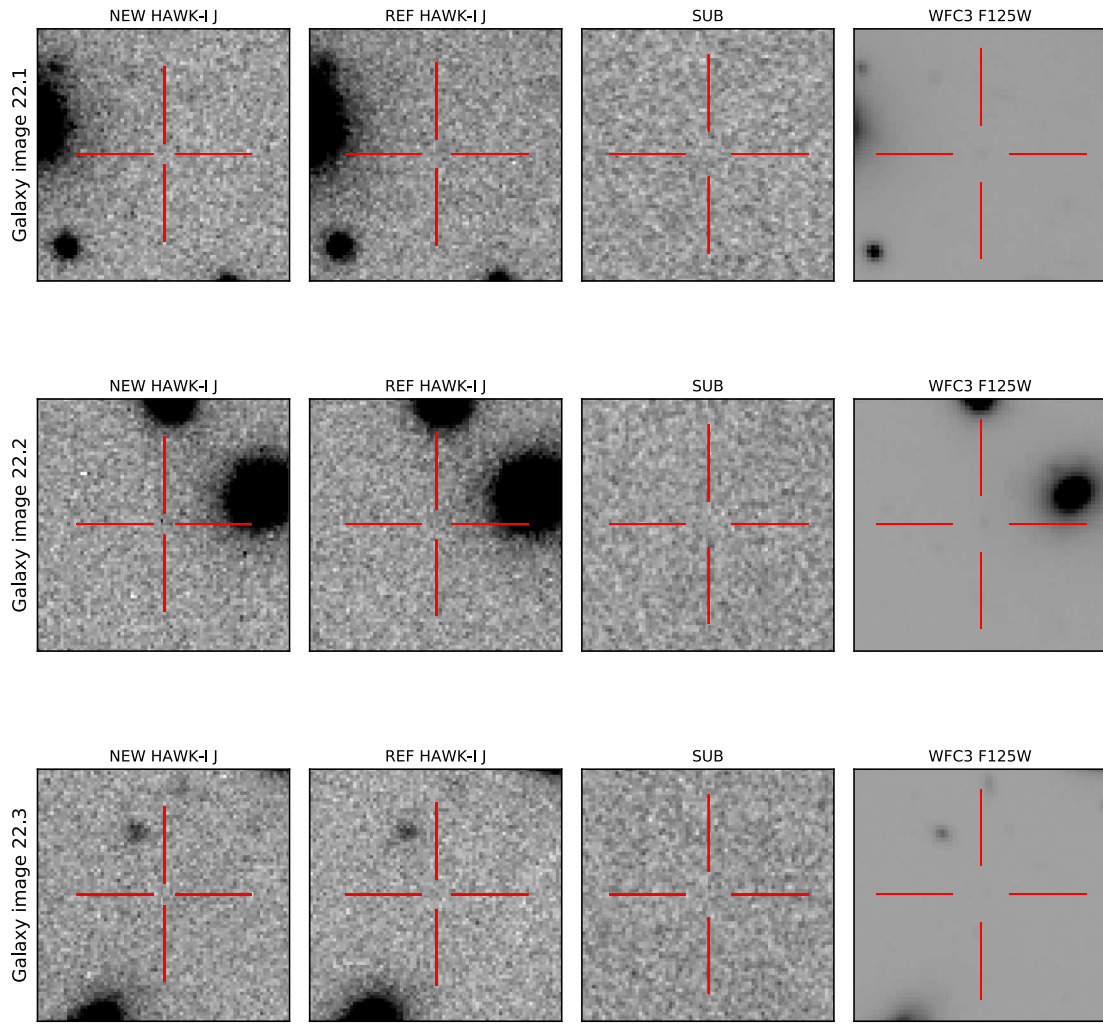 NEW HAWK-I J REF HAWK-I J SUB WFC3 F125W
Galaxy image 22.1
NEW HAWK-I J REF HAWK-I J SUB WFC3 F125W
Galaxy image 22.2
NEW HAWK-I J REF HAWK-I J SUB WFC3 F125W
Galaxy image 22.3